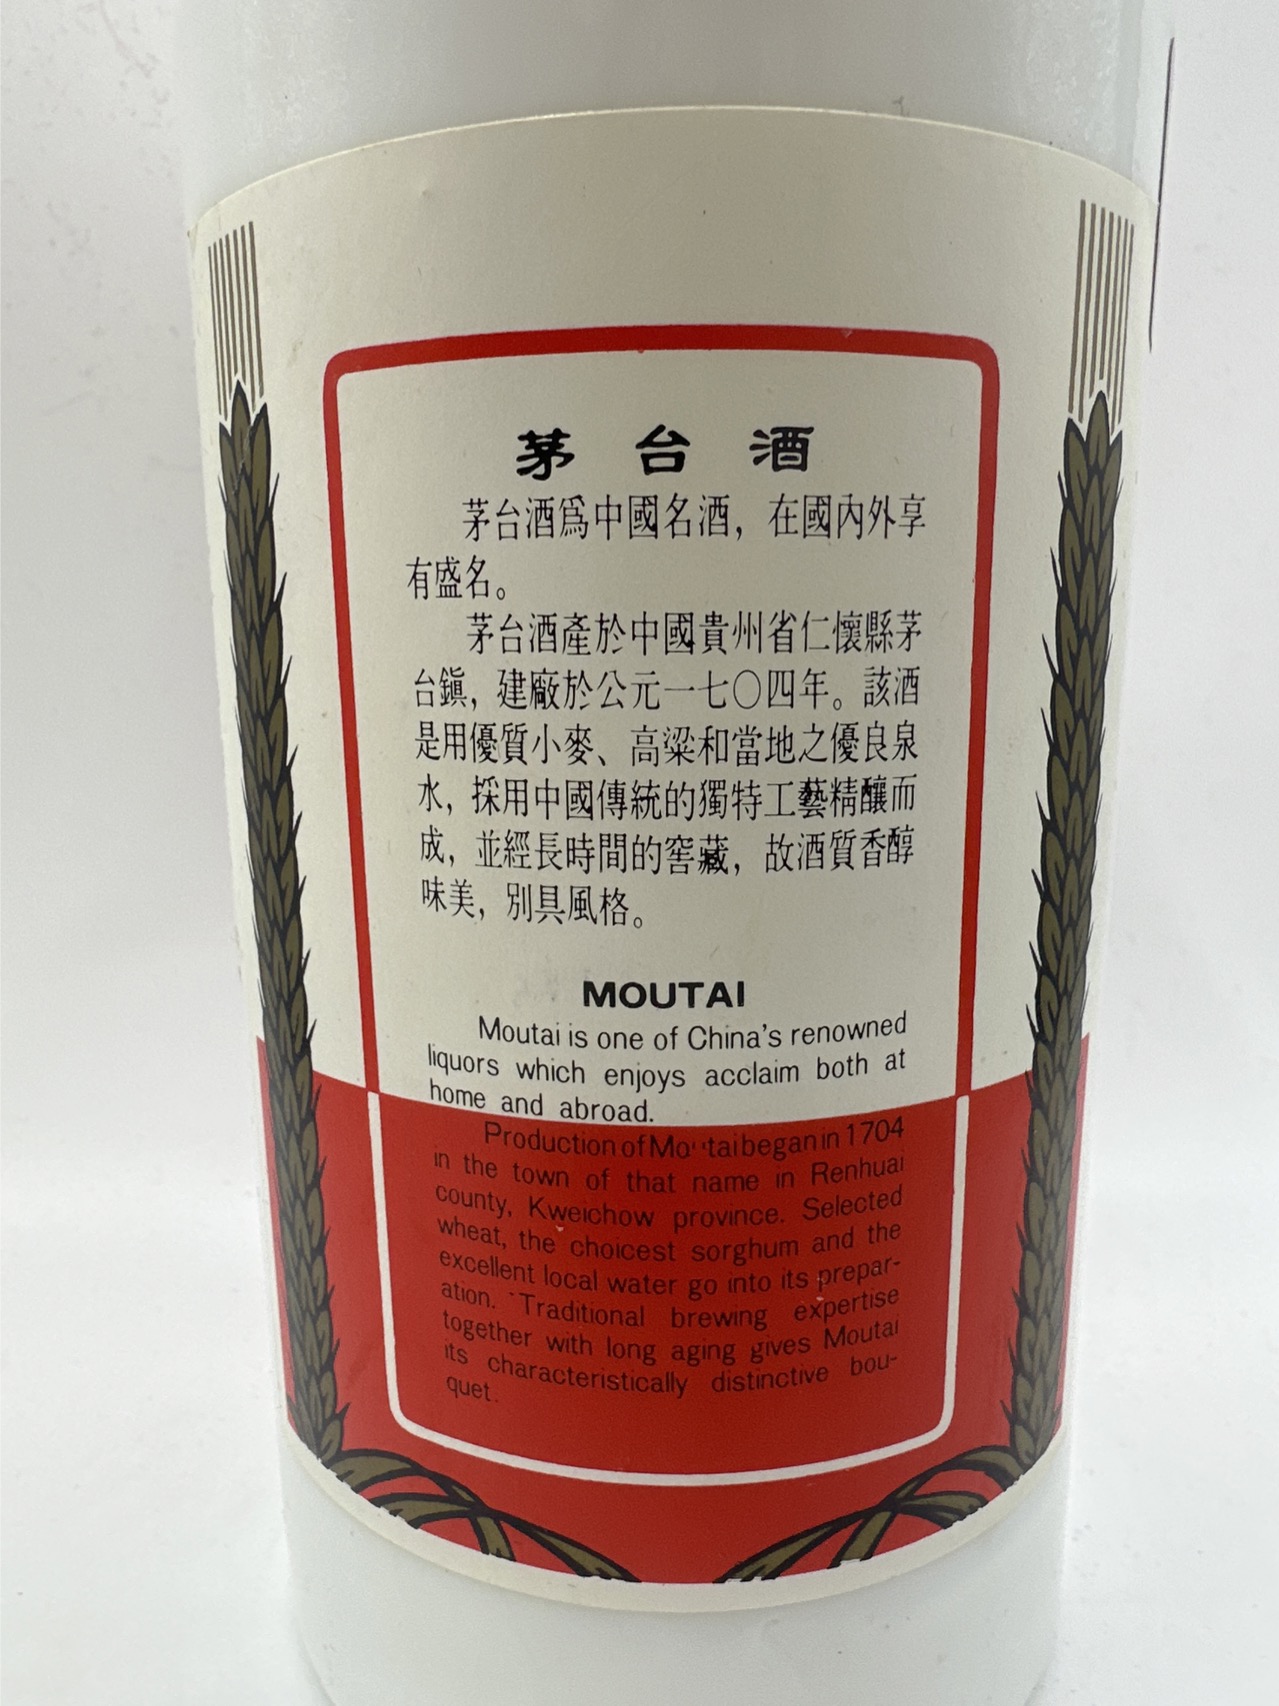 茅台酒
茅台酒爲中國名酒，在國內外享
有盛名。
茅台酒產於中國貴州省仁懷縣茅
台鎮，建廠於公元一七〇四年。該酒
是用優質小麥、高粱和當地之優良泉
水，採用中國傳統的獨特工藝精釀而
成，並經長時間的窖藏，故酒質香醇
味美，別具風格。
MOUTAI
Moutai is one of China's renowned
liquors which enjoys acclaim both at
home and abroad.
Production of Moutai began in 1704
in the town of that name in Renhuai
county, Kweichow province. Selected
wheat, the choicest sorghum and the
excellent local water go into its prepar-
ation. Traditional brewing expertise
together with long aging gives Moutai
its characteristically distinctive bou-
quet.